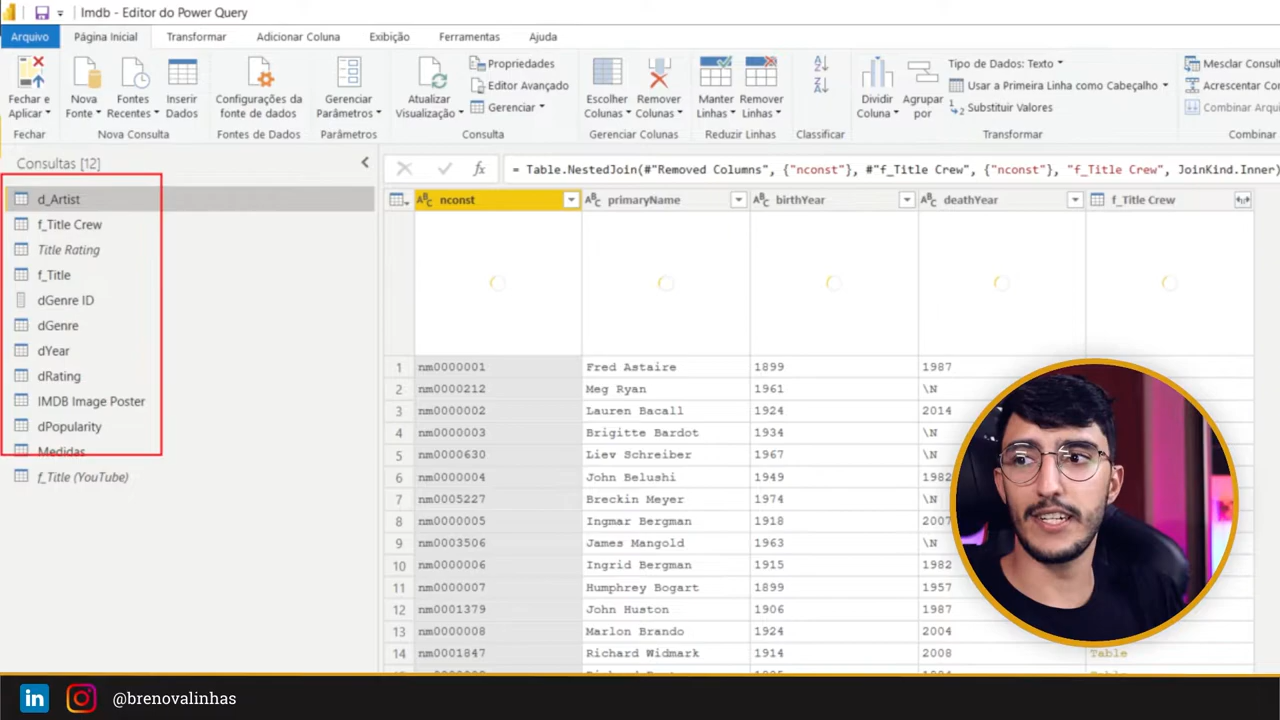 Imdb - Editor do Power Query
Arquivo Página Inicial Transformar Adicionar Coluna Exibição Ferramentas Ajuda
Fechar e Aplicar
Fechar
Nova Fonte
Fontes Recentes
Inserir Dados
Nova Consulta
Configurações da fonte de dados
Fontes de Dados
Gerenciar Parâmetros
Parâmetros
Atualizar Visualização
Propriedades
Editor Avançado
Gerenciar
Consulta
Escolher Colunas
Remover Colunas
Gerenciar Colunas
Manter Linhas
Remover Linhas
Reduzir Linhas
Classificar
Dividir Coluna
Agrupar por
Tipo de Dados: Texto
Usar a Primeira Linha como Cabeçalho
Substituir Valores
Transformar
Mesclar Consult
Acrescentar Con
Combinar Arqu
Combinar
Consultas [12]
d_Artist
f_Title Crew
Title Rating
f_Title
dGenre ID
dGenre
dYear
dRating
IMDB Image Poster
dPopularity
Medidas
f_Title (YouTube)
fx = Table.NestedJoin(#"Removed Columns", {"nconst"}, #"f_Title Crew", {"nconst"}, "f_Title Crew", JoinKind.Inner)
nconst primaryName birthYear deathYear f_Title Crew
1 nm0000001 Fred Astaire 1899 1987
2 nm0000212 Meg Ryan 1961 \N
3 nm0000002 Lauren Bacall 1924 2014
4 nm0000003 Brigitte Bardot 1934 \N
5 nm0000630 Liev Schreiber 1967 \N
6 nm0000004 John Belushi 1949 1982
7 nm0005227 Breckin Meyer 1974 \N
8 nm0000005 Ingmar Bergman 1918 2007
9 nm0003506 James Mangold 1963 \N
10 nm0000006 Ingrid Bergman 1915 1982
11 nm0000007 Humphrey Bogart 1899 1957
12 nm0001379 John Huston 1906 1987
13 nm0000008 Marlon Brando 1924 2004
14 nm0001847 Richard Widmark 1914 2008 Table
in @brenovalinhas